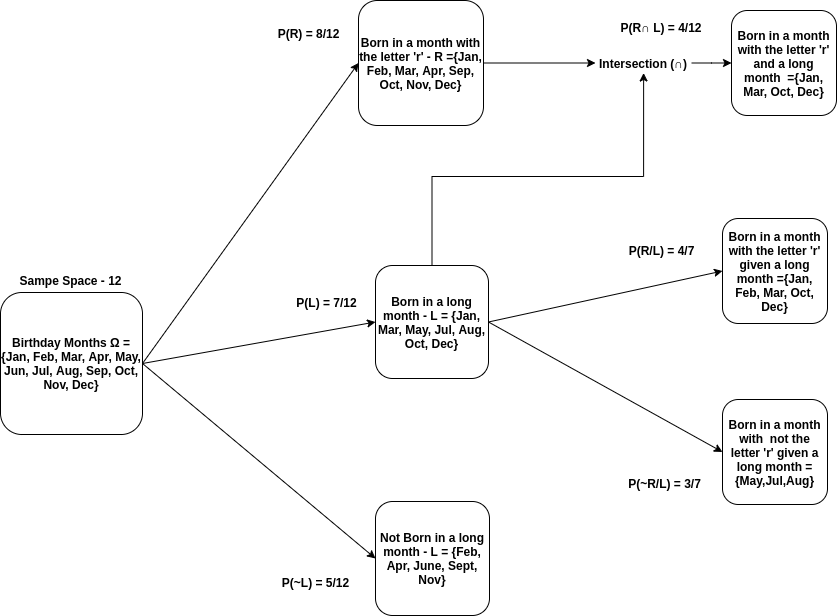 P(R) = 8/12
Born in a month with
the letter 'r' - R ={Jan,
Feb, Mar, Apr, Sep,
Oct, Nov, Dec}
P(R∩ L) = 4/12
Intersection (∩)
Born in a month
with the letter 'r'
and a long
month ={Jan,
Mar, Oct, Dec}
Sampe Space - 12
Birthday Months Ω =
{Jan, Feb, Mar, Apr, May,
Jun, Jul, Aug, Sep, Oct,
Nov, Dec}
P(L) = 7/12
Born in a long
month - L = {Jan,
Mar, May, Jul, Aug,
Oct, Dec}
P(R/L) = 4/7
Born in a month
with the letter 'r'
given a long
month ={Jan,
Feb, Mar, Oct,
Dec}
P(~R/L) = 3/7
Born in a month
with not the
letter 'r' given a
long month =
{May,Jul,Aug}
P(~L) = 5/12
Not Born in a long
month - L = {Feb,
Apr, June, Sept,
Nov}